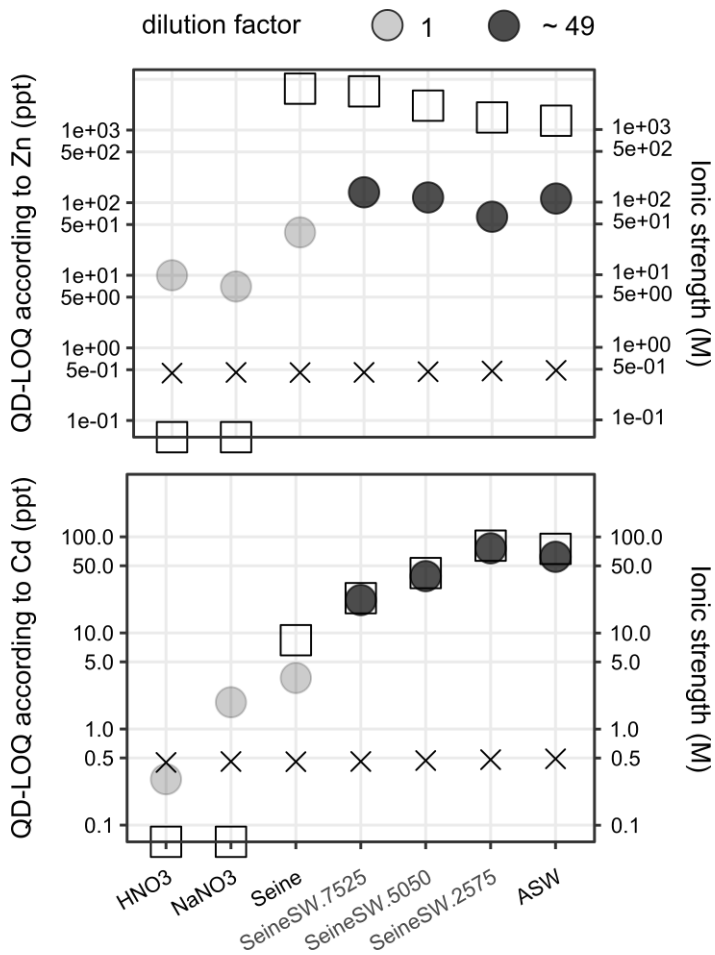 dilution factor 1 ~ 49
QD-LOQ according to Zn (ppt)
1e+03
5e+02
1e+02
5e+01
1e+01
5e+00
1e+00
5e-01
1e-01
1e+03
5e+02
1e+02
5e+01
1e+01
5e+00
1e+00
5e-01
1e-01
Ionic strength (M)
QD-LOQ according to Cd (ppt)
100.0
50.0
10.0
5.0
1.0
0.5
0.1
100.0
50.0
10.0
5.0
1.0
0.5
0.1
Ionic strength (M)
HNO3
NaNO3
Seine
SeineSW.7525
SeineSW.5050
SeineSW.2575
ASW